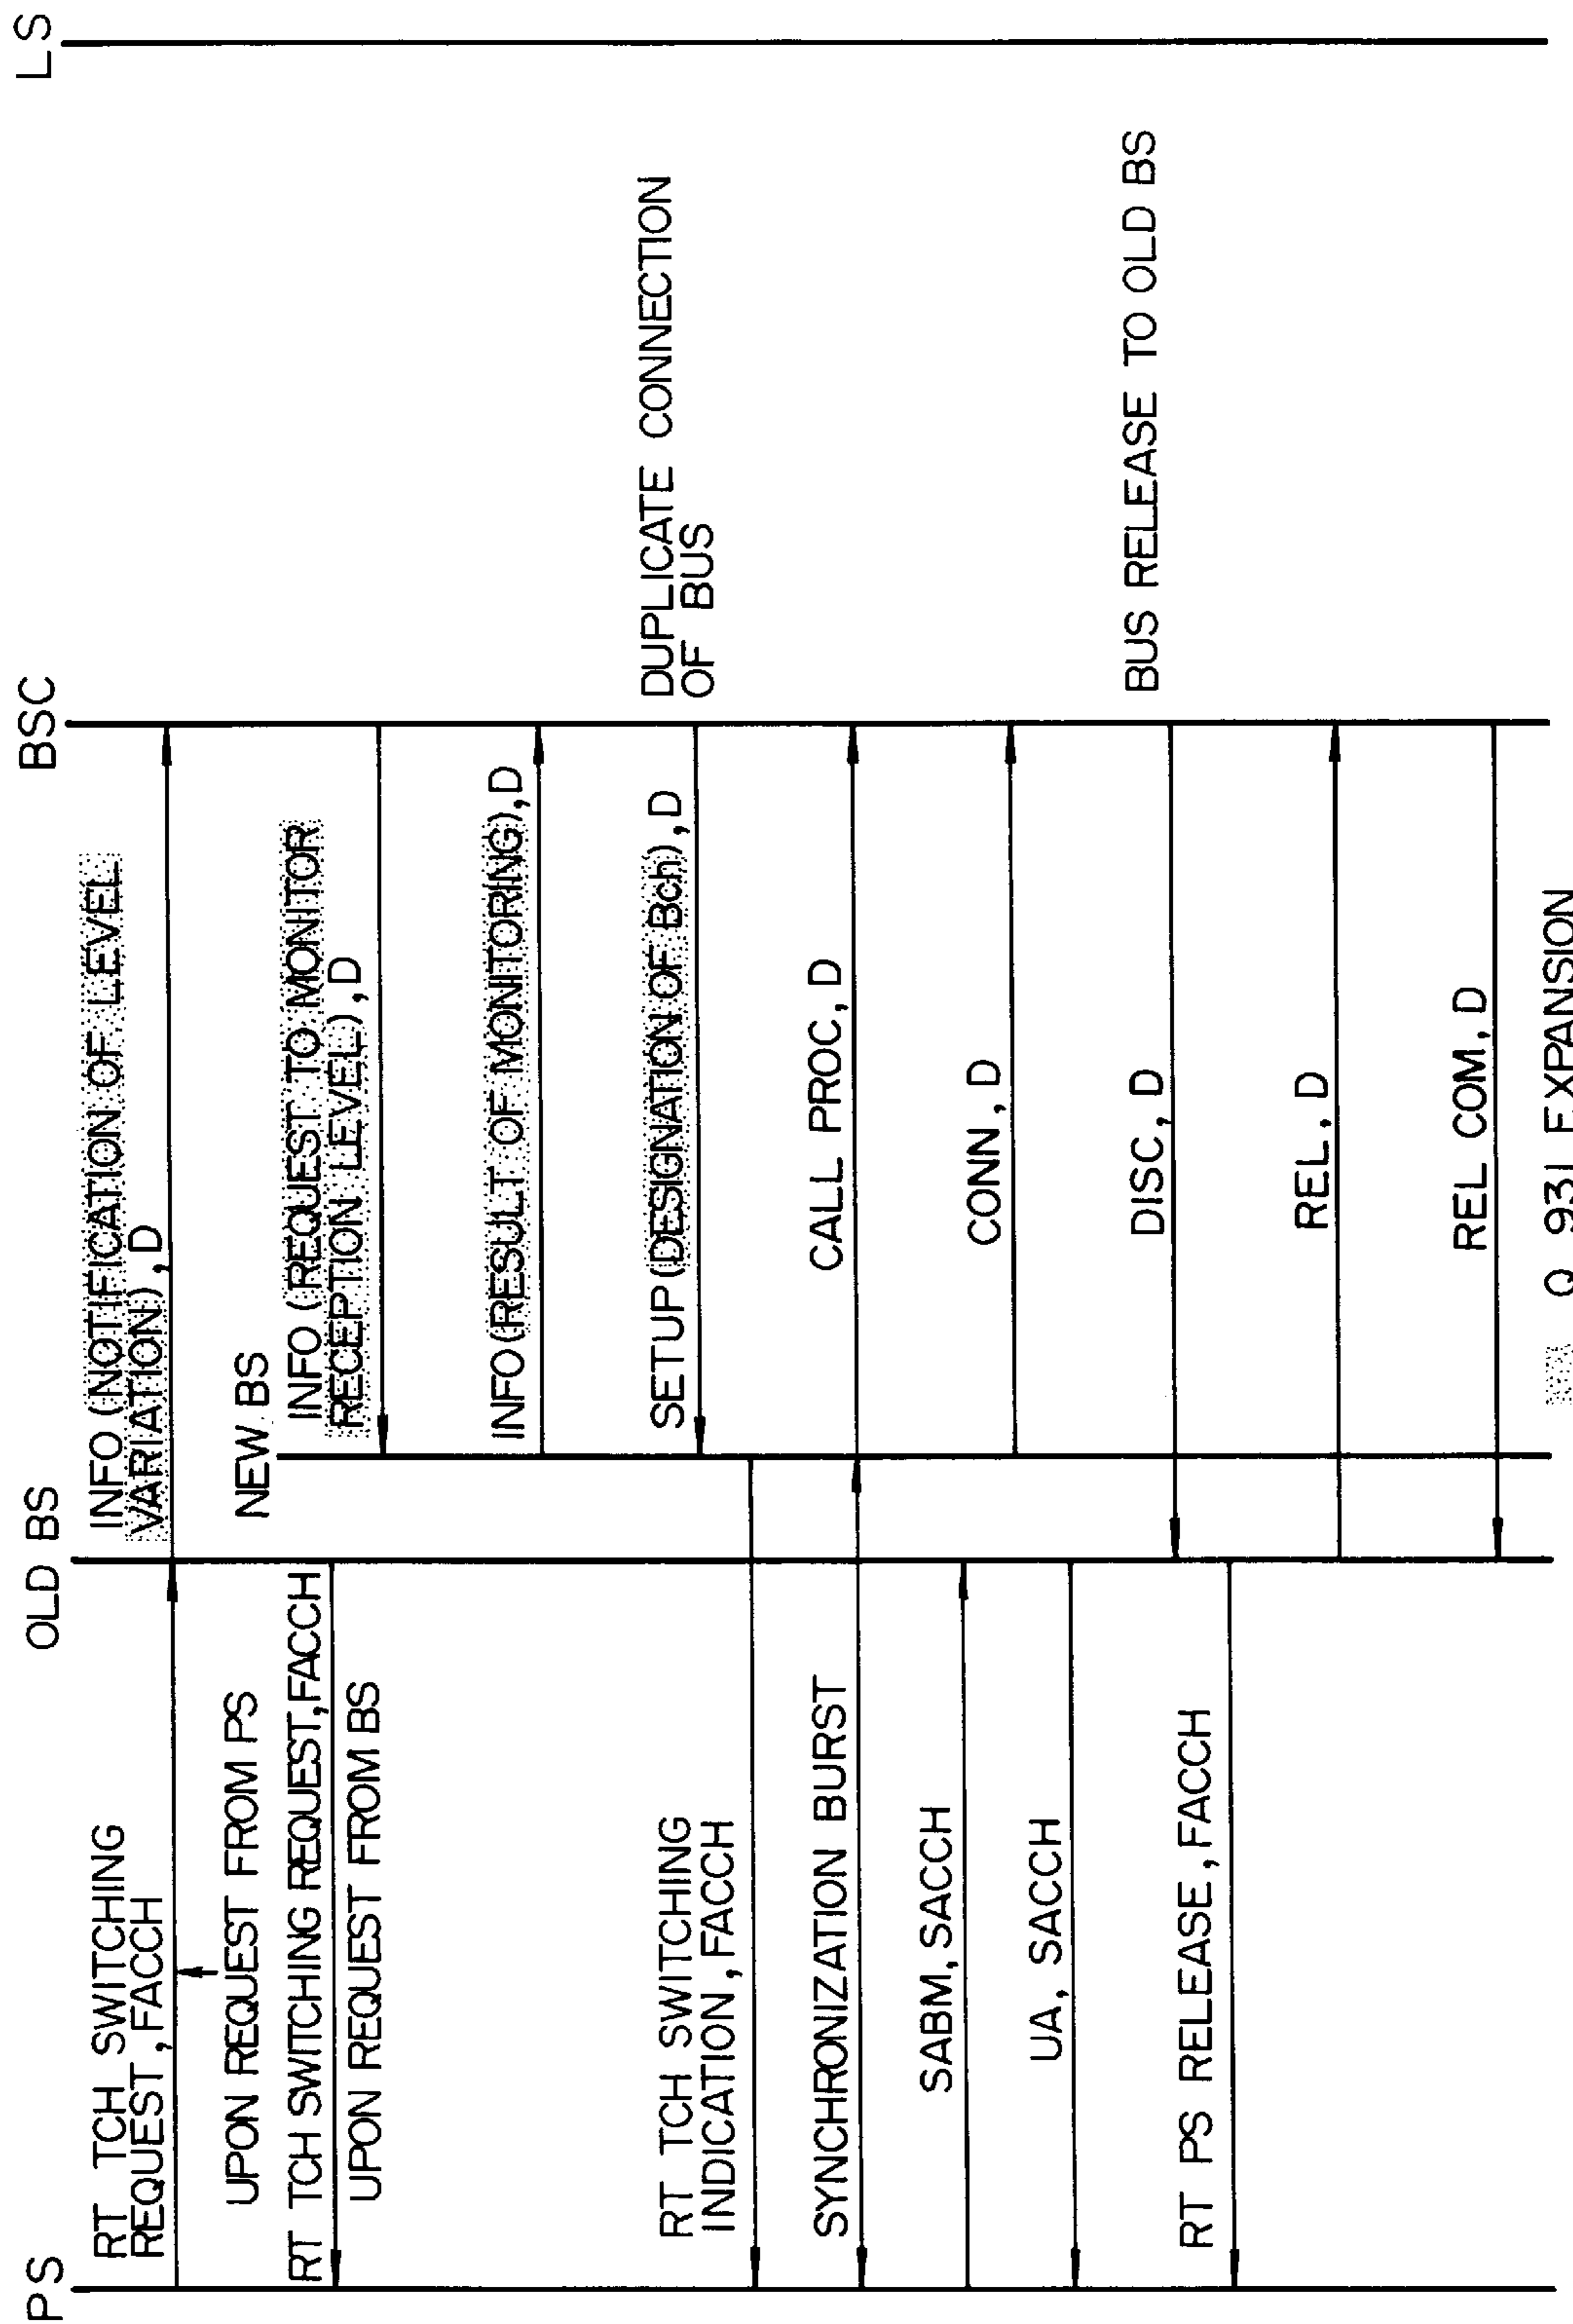 PS
OLD BS
BSC
LS
RT TCH SWITCHING
REQUEST, FACCH
INFO (NOTIFICATION OF LEVEL
VARIATION), D
UPON REQUEST FROM PS
NEW BS
RT TCH SWITCHING REQUEST, FACCH
INFO (REQUEST TO MONITOR
RECEPTION LEVEL), D
UPON REQUEST FROM BS
INFO (RESULT OF MONITORING), D
RT TCH SWITCHING
INDICATION, FACCH
SETUP (DESIGNATION OF Bch), D
DUPLICATE CONNECTION
OF BUS
SYNCHRONIZATION BURST
CALL PROC, D
SABM, SACCH
CONN, D
UA, SACCH
DISC, D
BUS RELEASE TO OLD BS
RT PS RELEASE, FACCH
REL, D
REL COM, D
Q 931 EXPANSION